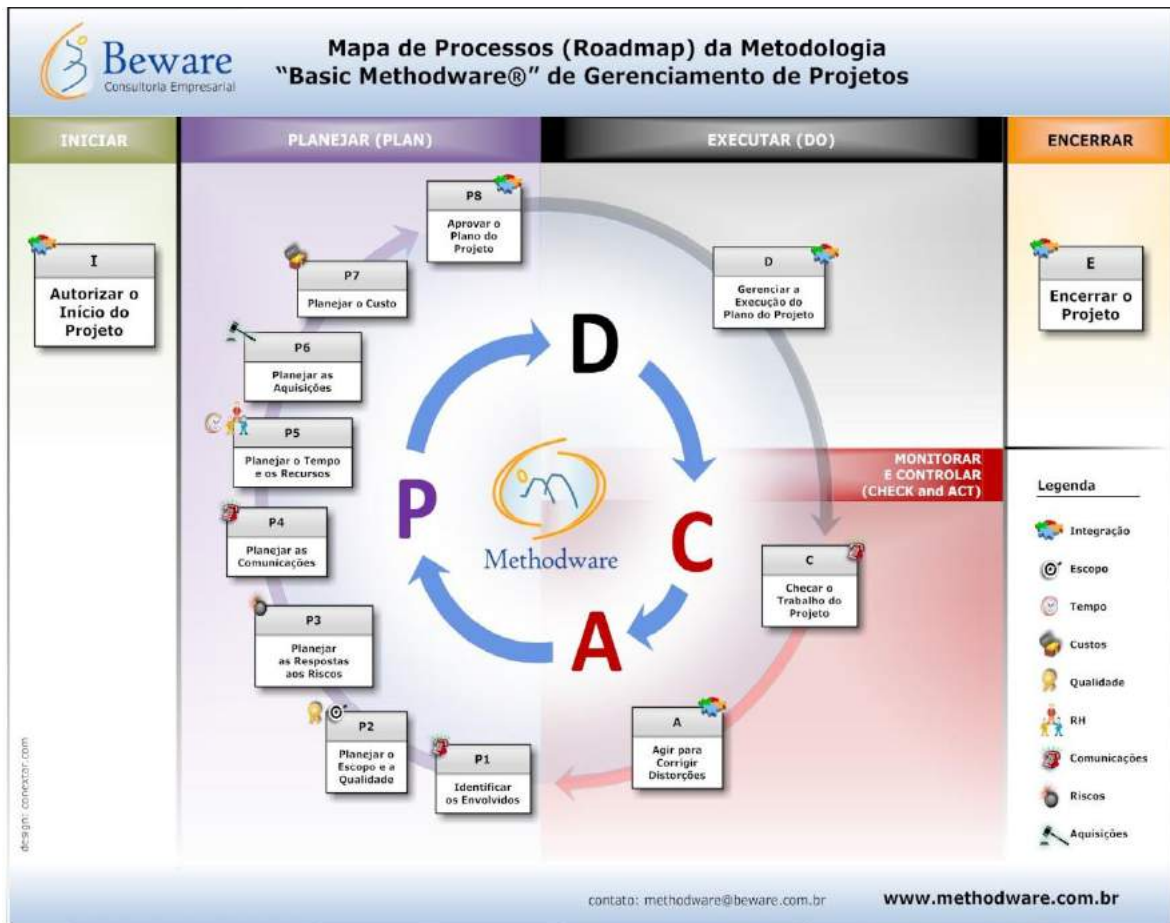 Beware
Consultoria Empresarial
Mapa de Processos (Roadmap) da Metodologia
“Basic Methodware®” de Gerenciamento de Projetos
INICIAR
PLANEJAR (PLAN)
EXECUTAR (DO)
ENCERRAR
I
Autorizar o
Início do
Projeto
P8
Aprovar o
Plano do
Projeto
P7
Planejar o Custo
P6
Planejar as
Aquisições
P5
Planejar o Tempo
e os Recursos
P4
Planejar as
Comunicações
P3
Planejar
as Respostas
aos Riscos
P2
Planejar o
Escopo e a
Qualidade
P1
Identificar
os Envolvidos
D
Gerenciar a
Execução do
Plano do Projeto
MONITORAR
E CONTROLAR
(CHECK and ACT)
C
Checar o
Trabalho do
Projeto
A
Agir para
Corrigir
Distorções
P
D
C
A
Methodware
E
Encerrar o
Projeto
Legenda
Integração
Escopo
Tempo
Custos
Qualidade
RH
Comunicações
Riscos
Aquisições
design: conextar.com
contato: methodware@beware.com.br
www.methodware.com.br